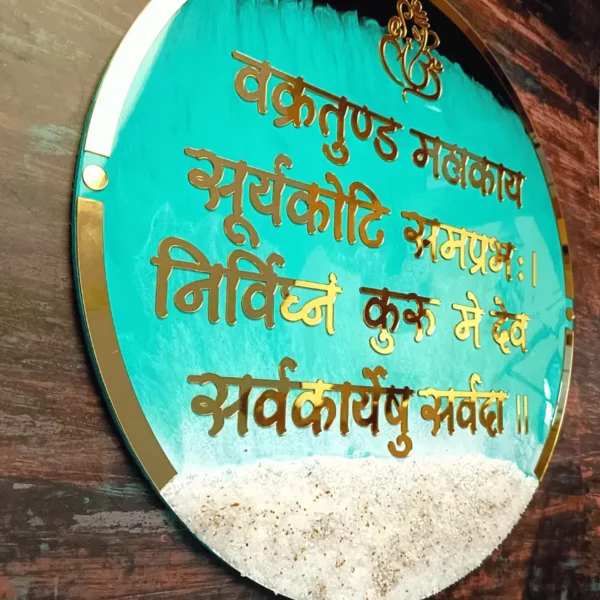 वक्रतुण्ड महाकाय
सूर्यकोटि समप्रभः।
निर्विघ्नं कुरु मे देव
सर्वकार्येषु सर्वदा॥